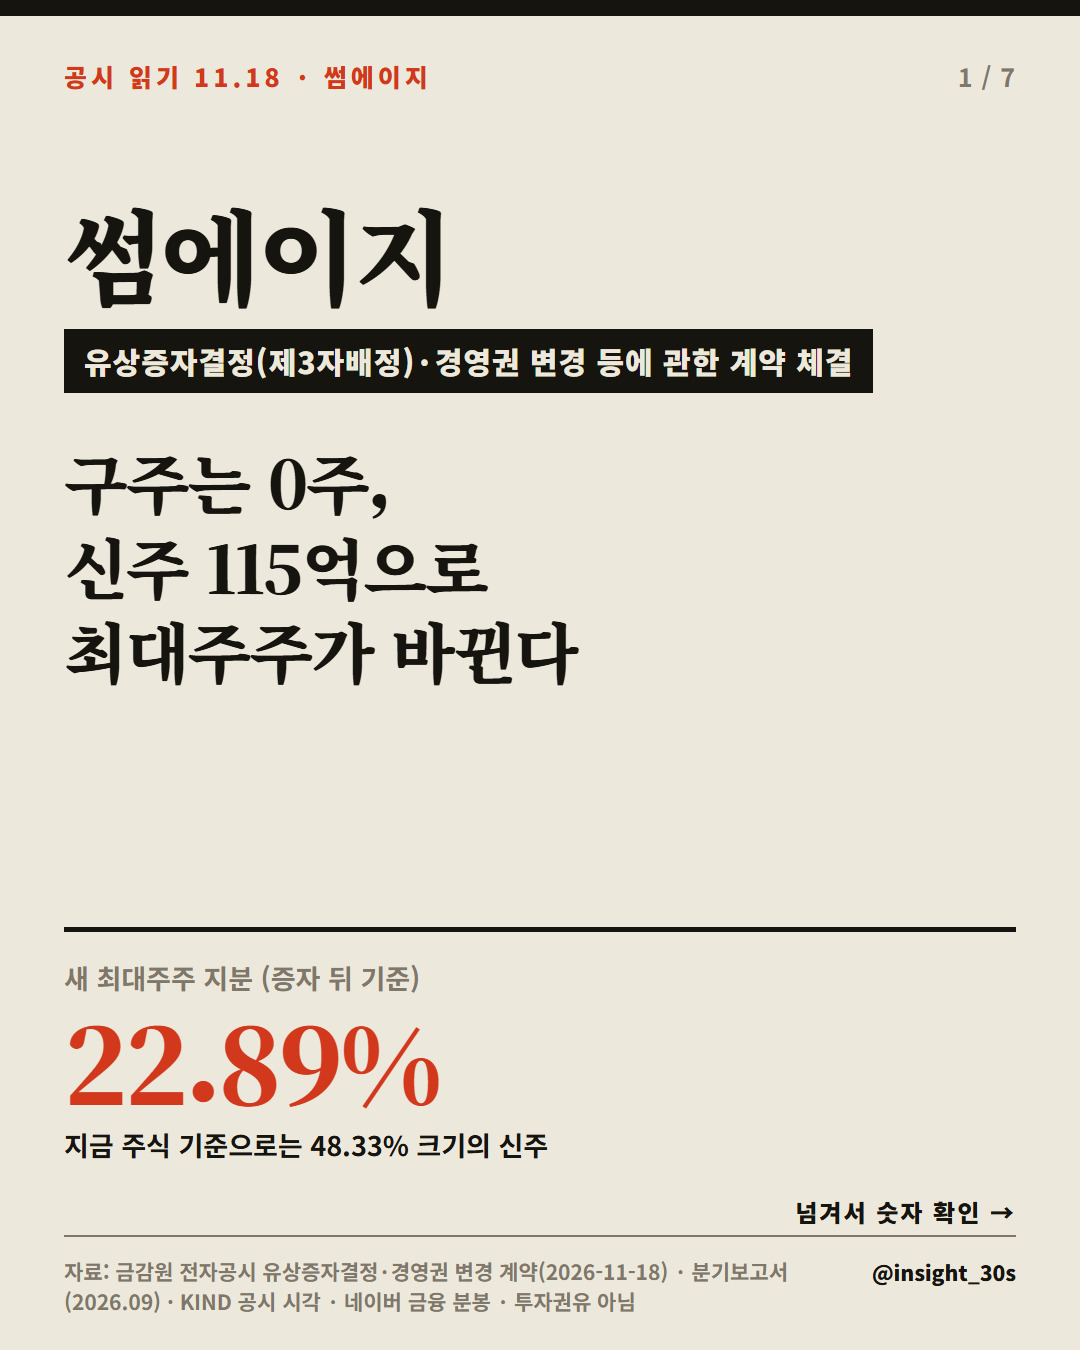 공시 읽기 11.18 · 썸에이지
1 / 7
썸에이지
유상증자결정(제3자배정)·경영권 변경 등에 관한 계약 체결
구주는 0주,
신주 115억으로
최대주주가 바뀐다
새 최대주주 지분 (증자 뒤 기준)
22.89%
지금 주식 기준으로는 48.33% 크기의 신주
넘겨서 숫자 확인 →
자료: 금감원 전자공시 유상증자결정·경영권 변경 계약(2026-11-18) · 분기보고서
(2026.09) · KIND 공시 시각 · 네이버 금융 분봉 · 투자권유 아님
@insight_30s